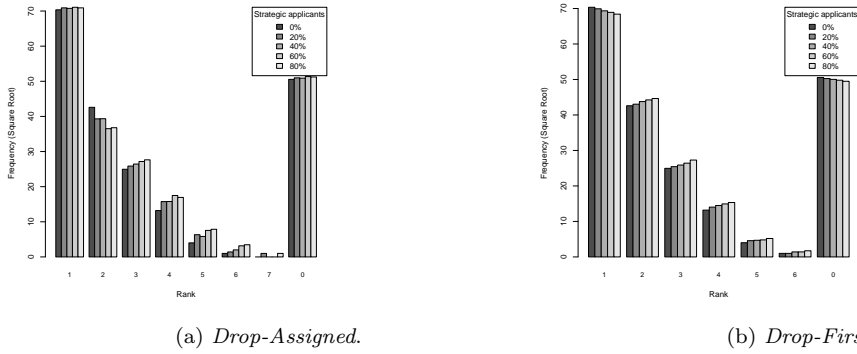 Strategic applicants
0%
20%
40%
60%
80%
Frequency (Square Root)
0 10 20 30 40 50 60 70
1 2 3 4 5 6 7 0
Rank
(a) Drop-Assigned.
Strategic applicants
0%
20%
40%
60%
80%
Frequency (Square Root)
0 10 20 30 40 50 60 70
1 2 3 4 5 6 0
Rank
(b) Drop-Firs